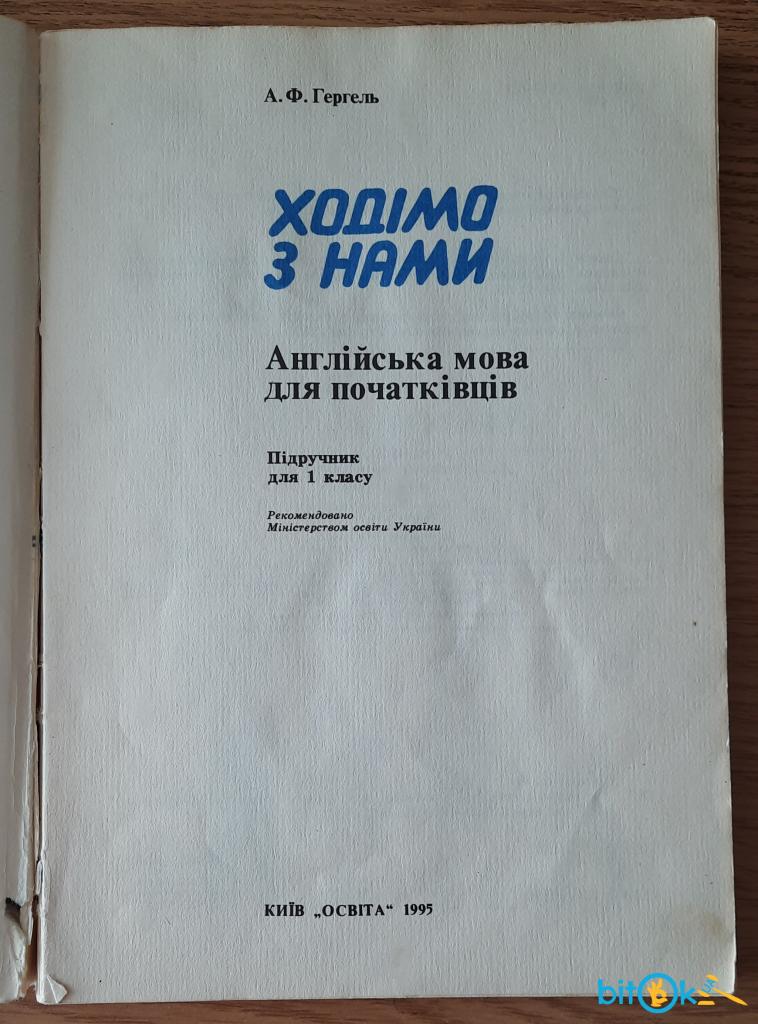 А. Ф. Гергель
ХОДІМО
З НАМИ
Англійська мова
для початківців
Підручник
для 1 класу
Рекомендовано
Міністерством освіти України
КИЇВ „ОСВІТА“ 1995
bitok.ua